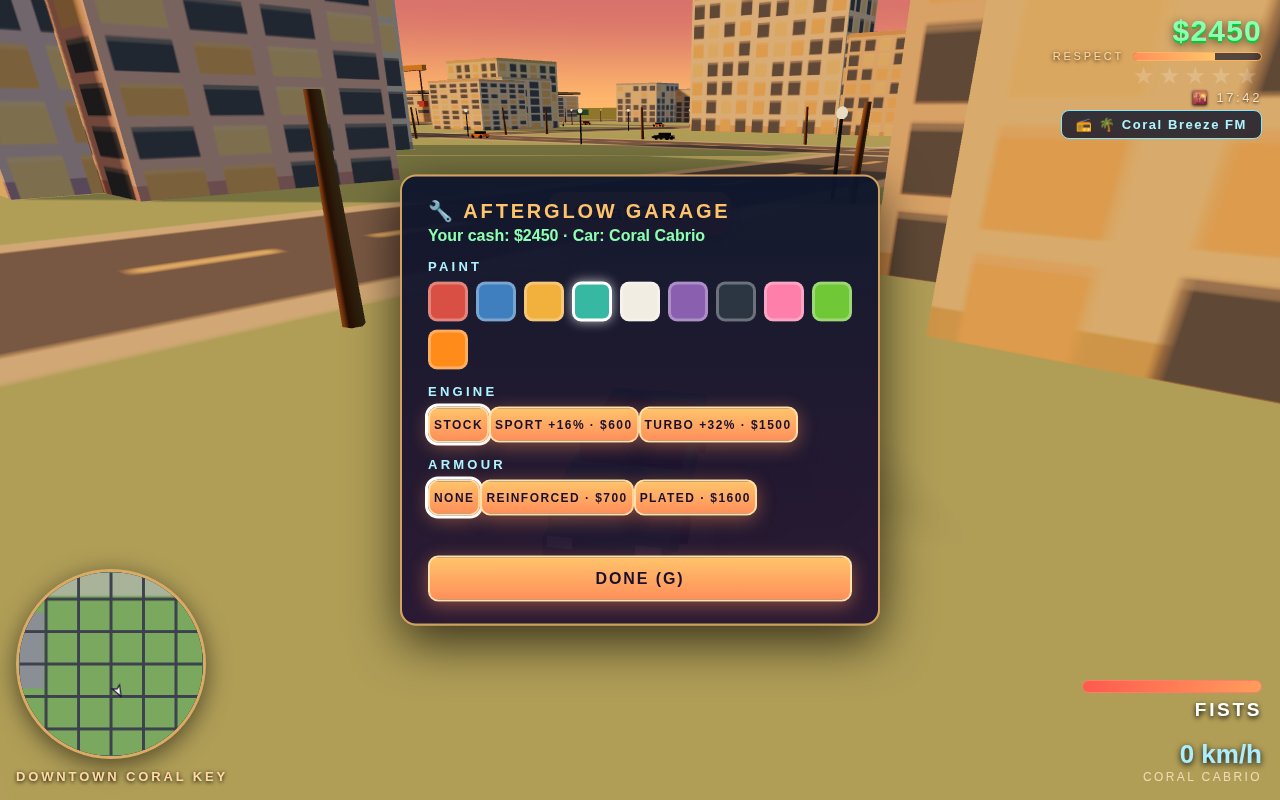 $2450
RESPECT
17:42
Coral Breeze FM
AFTERGLOW GARAGE
Your cash: $2450 · Car: Coral Cabrio
PAINT
ENGINE
STOCK
SPORT +16% · $600
TURBO +32% · $1500
ARMOUR
NONE
REINFORCED · $700
PLATED · $1600
DONE (G)
DOWNTOWN CORAL KEY
FISTS
0 km/h
CORAL CABRIO